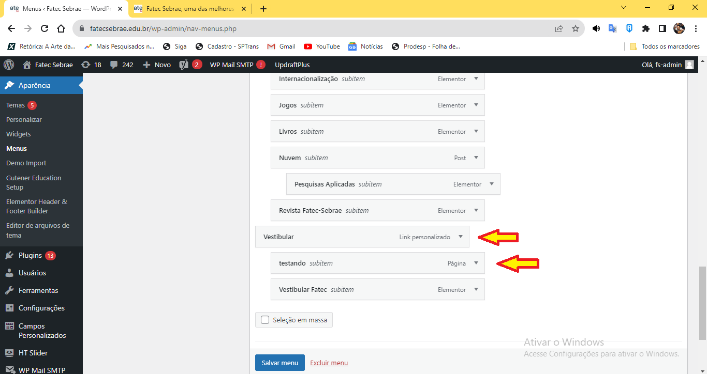 Menus ‹ Fatec Sebrae — WordPr
Fatec Sebrae, uma das melhores
fatecsebrae.edu.br/wp-admin/nav-menus.php
Retórica: A Arte da...
Mais Pesquisados n...
Siga
Cadastro - SFTrans
Gmail
YouTube
Notícias
Prodesp - Folha de...
Todos os marcadores
Fatec Sebrae
18
242
Novo
2
WP Mail SMTP
UpdraftPlus
Olá, fs-admin
Aparência
Temas 5
Personalizar
Widgets
Menus
Demo Import
Gutener Education
Setup
Elementor Header &
Footer Builder
Editor de arquivos de
tema
Plugins 13
Usuários
Ferramentas
Configurações
Campos
Personalizados
HT Slider
WP Mail SMTP
Internacionalização subitem Elementor
Jogos subitem Elementor
Livros subitem Elementor
Nuvem subitem Post
Pesquisas Aplicadas subitem Elementor
Revista Fatec-Sebrae subitem Elementor
Vestibular Link personalizado
testando subitem Página
Vestibular Fatec subitem Elementor
Seleção em massa
Salvar menu Excluir menu
Ativar o Windows
Acesse Configurações para ativar o Windows.